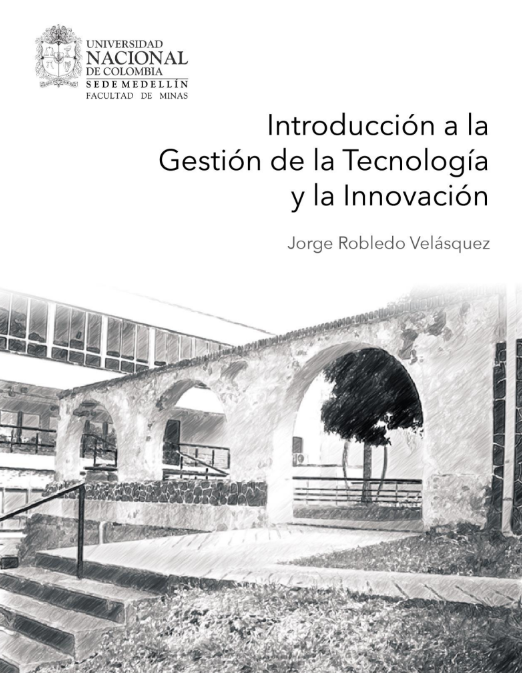 UNIVERSIDAD
NACIONAL
DE COLOMBIA
SEDE MEDELLÍN
FACULTAD DE MINAS
Introducción a la
Gestión de la Tecnología
y la Innovación
Jorge Robledo Velásquez